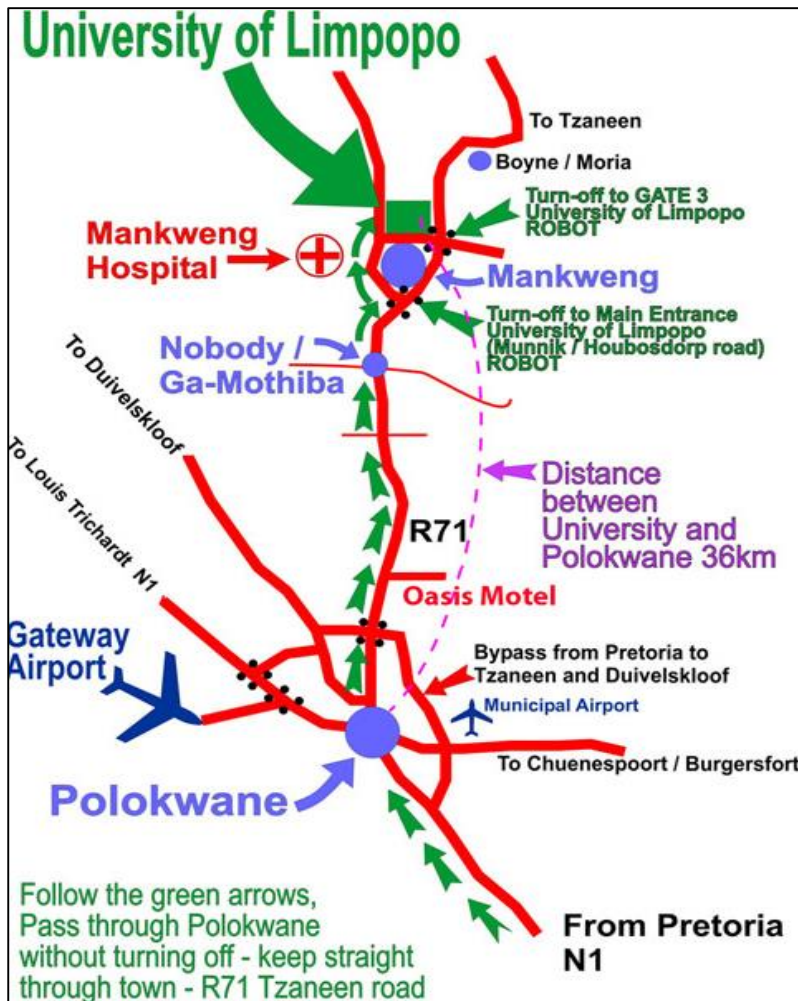 University of Limpopo
To Tzaneen
Boyne / Moria
Turn-off to GATE 3
University of Limpopo
ROBOT
Mankweng
Hospital
Mankweng
Turn-off to Main Entrance
University of Limpopo
(Munnik / Houbosdorp road)
ROBOT
Nobody /
Ga-Mothiba
To Duivelskloof
To Louis Trichardt N1
Distance
between
University and
Polokwane 36km
R71
Oasis Motel
Gateway
Airport
Bypass from Pretoria to
Tzaneen and Duivelskloof
Municipal Airport
To Chuenespoort / Burgersfort
Polokwane
Follow the green arrows,
Pass through Polokwane
without turning off - keep straight
through town - R71 Tzaneen road
From Pretoria
N1